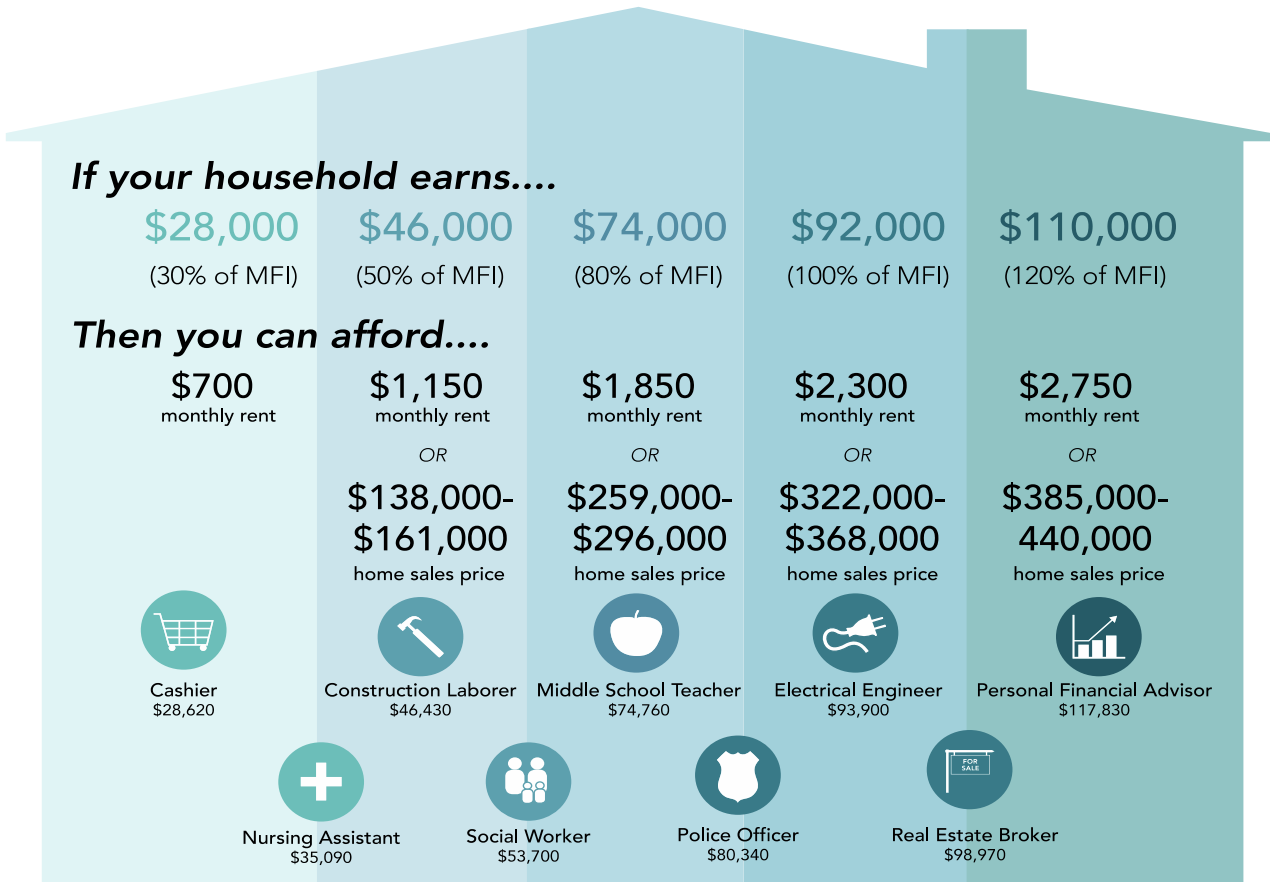 If your household earns....
$28,000 $46,000 $74,000 $92,000 $110,000
(30% of MFI) (50% of MFI) (80% of MFI) (100% of MFI) (120% of MFI)
Then you can afford....
$700 $1,150 $1,850 $2,300 $2,750
monthly rent monthly rent monthly rent monthly rent monthly rent
OR OR OR OR
$138,000- $259,000- $322,000- $385,000-
$161,000 $296,000 $368,000 440,000
home sales price home sales price home sales price home sales price
Cashier Construction Laborer Middle School Teacher Electrical Engineer Personal Financial Advisor
$28,620 $46,430 $74,760 $93,900 $117,830
FOR
SALE
Nursing Assistant Social Worker Police Officer Real Estate Broker
$35,090 $53,700 $80,340 $98,970